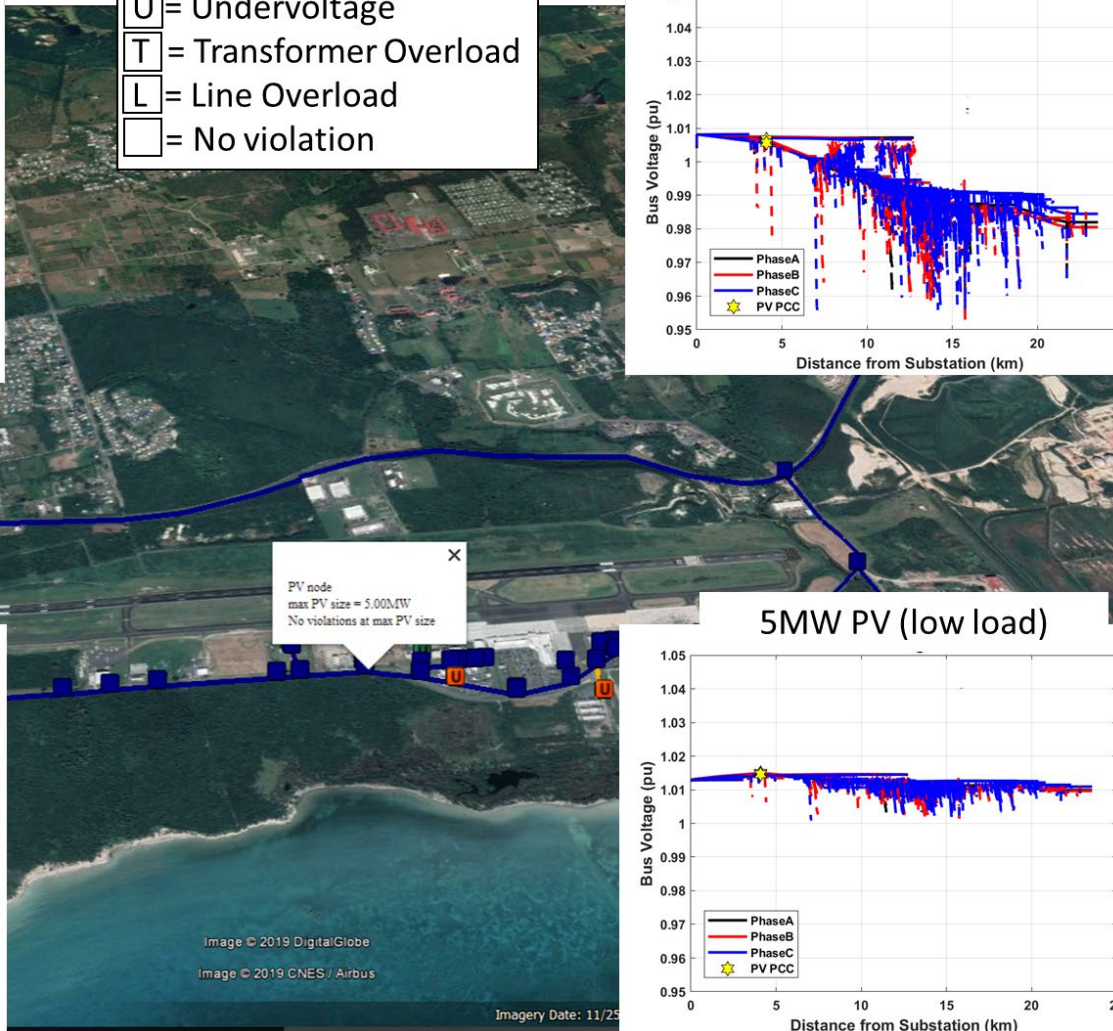 U = Undervoltage
T = Transformer Overload
L = Line Overload
= No violation
1.04
1.03
1.02
1.01
1
0.99
0.98
0.97
0.96
0.95
Bus Voltage (pu)
PhaseA
PhaseB
PhaseC
PV PCC
0 5 10 15 20
Distance from Substation (km)
PV node
max PV size = 5.00MW
No violations at max PV size
U
U
5MW PV (low load)
1.05
1.04
1.03
1.02
1.01
1
0.99
0.98
0.97
0.96
0.95
Bus Voltage (pu)
PhaseA
PhaseB
PhaseC
PV PCC
0 5 10 15 20
Distance from Substation (km)
Image © 2019 DigitalGlobe
Image © 2019 CNES / Airbus
Imagery Date: 11/25